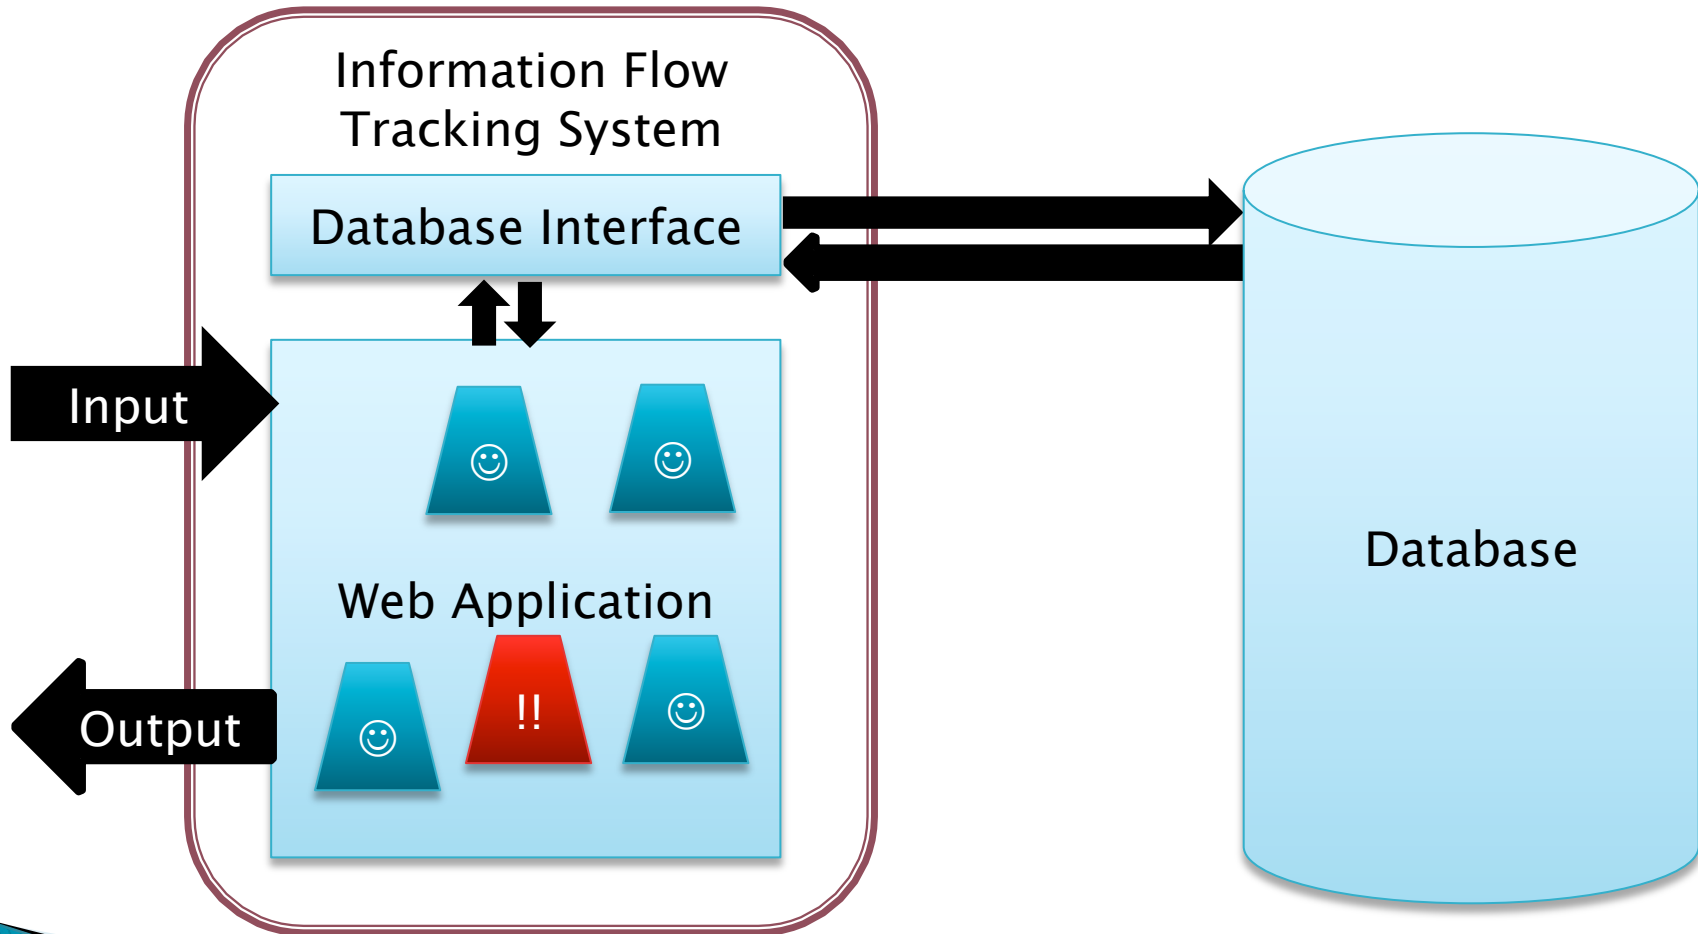 Information Flow
Tracking System
Database Interface
Input
☺
☺
Database
Web Application
☺
!!
☺
Output